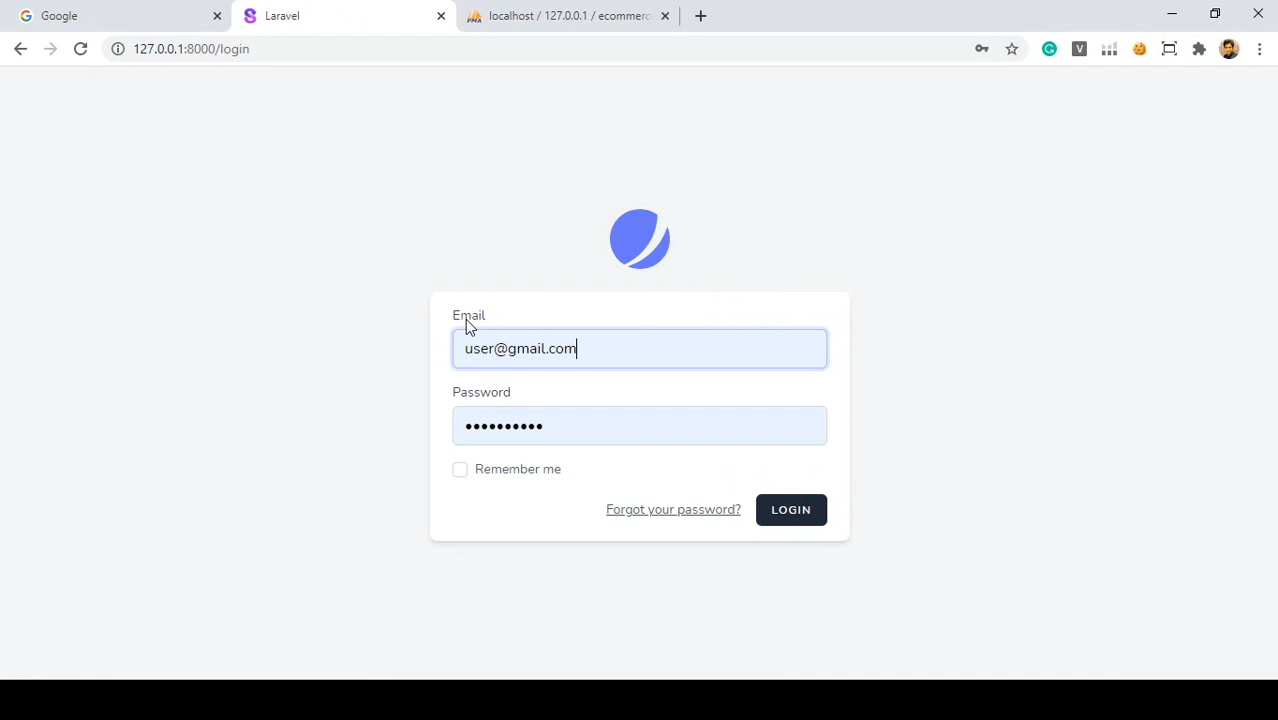 Google
Laravel
localhost / 127.0.0.1 / ecommerc
127.0.0.1:8000/login
Email
user@gmail.com
Password
••••••••••
Remember me
Forgot your password?
LOGIN